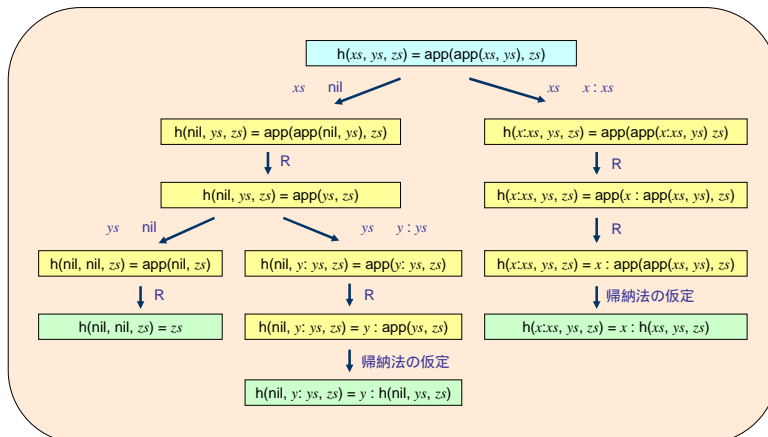 h(xs, ys, zs) = app(app(xs, ys), zs)
xs nil
xs x : xs
h(nil, ys, zs) = app(app(nil, ys), zs)
h(x:xs, ys, zs) = app(app(x:xs, ys) zs)
R
R
h(nil, ys, zs) = app(ys, zs)
h(x:xs, ys, zs) = app(x : app(xs, ys), zs)
ys nil
ys y : ys
R
h(nil, nil, zs) = app(nil, zs)
h(nil, y: ys, zs) = app(y: ys, zs)
h(x:xs, ys, zs) = x : app(app(xs, ys), zs)
R
R
帰納法の仮定
h(nil, nil, zs) = zs
h(nil, y: ys, zs) = y : app(ys, zs)
h(x:xs, ys, zs) = x : h(xs, ys, zs)
帰納法の仮定
h(nil, y: ys, zs) = y : h(nil, ys, zs)